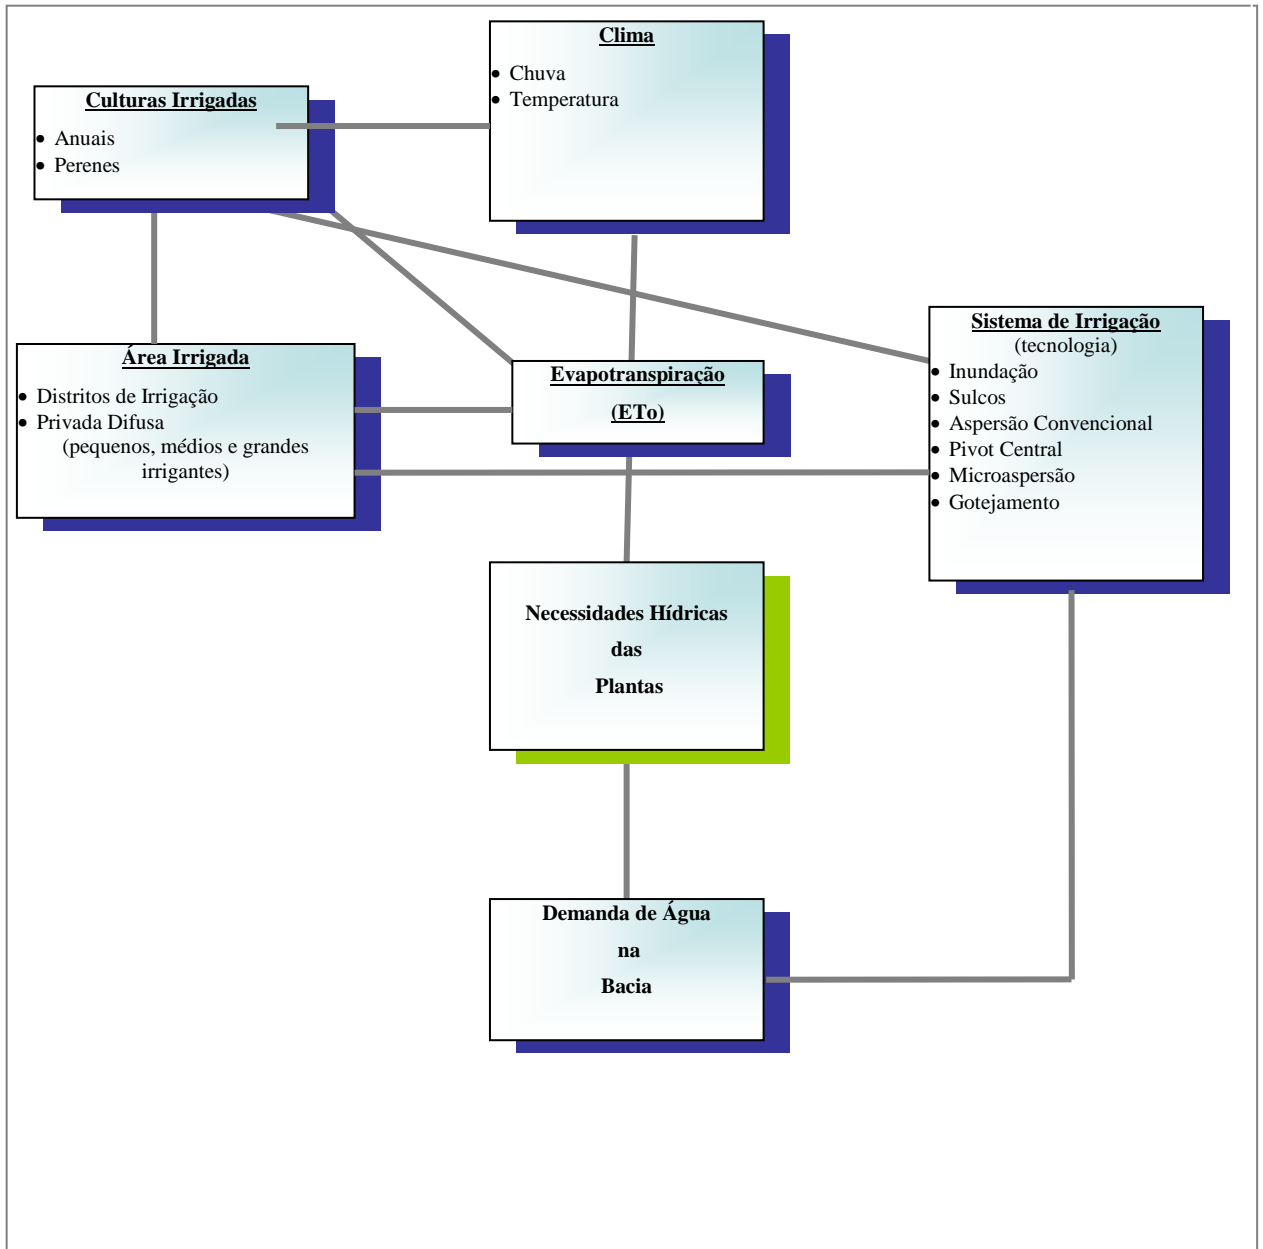 Clima
• Chuva
• Temperatura
Culturas Irrigadas
• Anuais
• Perenes
Sistema de Irrigação
(tecnologia)
• Inundação
• Sulcos
• Aspersão Convencional
• Pivot Central
• Microaspersão
• Gotejamento
Área Irrigada
• Distritos de Irrigação
• Privada Difusa
(pequenos, médios e grandes
irrigantes)
Evapotranspiração
(ETo)
Necessidades Hídricas
das
Plantas
Demanda de Água
na
Bacia